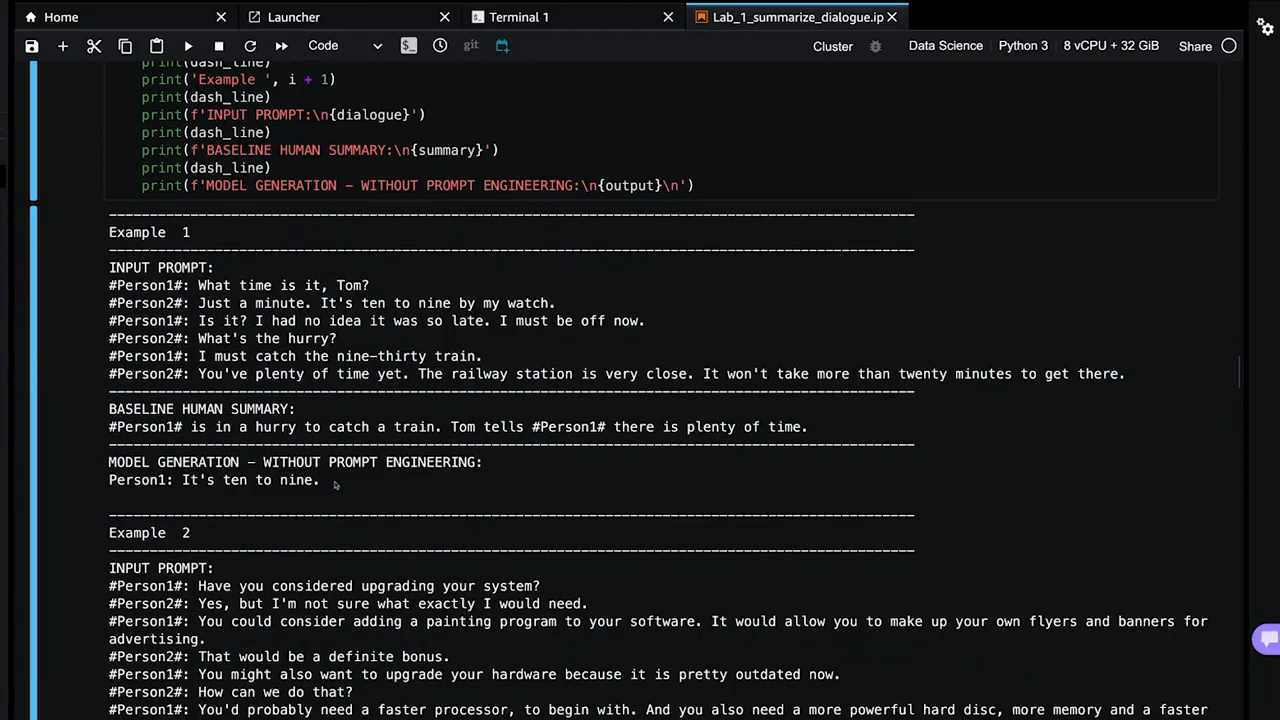 Home
Launcher
Terminal 1
Lab_1_summarize_dialogue.ip
Code
git
Cluster
Data Science
Python 3
8 vCPU + 32 GiB
Share
print(dash_line)
print('Example ', i + 1)
print(dash_line)
print(f'INPUT PROMPT:\n{dialogue}')
print(dash_line)
print(f'BASELINE HUMAN SUMMARY:\n{summary}')
print(dash_line)
print(f'MODEL GENERATION - WITHOUT PROMPT ENGINEERING:\n{output}\n')
---------------------------------------------------------------------------------------------------
Example  1
---------------------------------------------------------------------------------------------------
INPUT PROMPT:
#Person1#: What time is it, Tom?
#Person2#: Just a minute. It's ten to nine by my watch.
#Person1#: Is it? I had no idea it was so late. I must be off now.
#Person2#: What's the hurry?
#Person1#: I must catch the nine-thirty train.
#Person2#: You've plenty of time yet. The railway station is very close. It won't take more than twenty minutes to get there.
---------------------------------------------------------------------------------------------------
BASELINE HUMAN SUMMARY:
#Person1# is in a hurry to catch a train. Tom tells #Person1# there is plenty of time.
---------------------------------------------------------------------------------------------------
MODEL GENERATION - WITHOUT PROMPT ENGINEERING:
Person1: It's ten to nine.
---------------------------------------------------------------------------------------------------
Example  2
---------------------------------------------------------------------------------------------------
INPUT PROMPT:
#Person1#: Have you considered upgrading your system?
#Person2#: Yes, but I'm not sure what exactly I would need.
#Person1#: You could consider adding a painting program to your software. It would allow you to make up your own flyers and banners for
advertising.
#Person2#: That would be a definite bonus.
#Person1#: You might also want to upgrade your hardware because it is pretty outdated now.
#Person2#: How can we do that?
#Person1#: You'd probably need a faster processor, to begin with. And you also need a more powerful hard disc, more memory and a faster